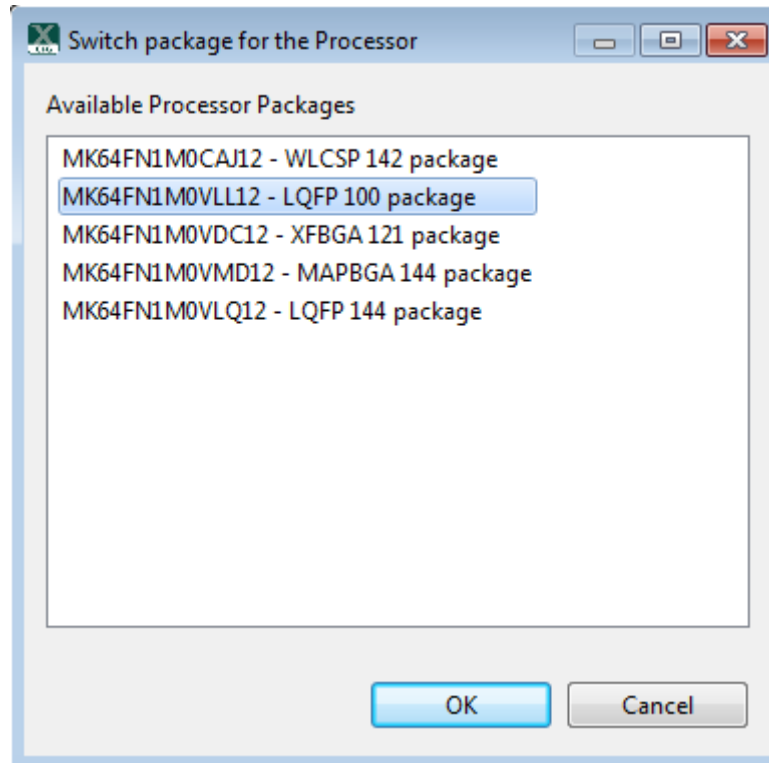 Switch package for the Processor
Available Processor Packages
MK64FN1M0CAJ12 - WLCSP 142 package
MK64FN1M0VLL12 - LQFP 100 package
MK64FN1M0VDC12 - XFBGA 121 package
MK64FN1M0VMD12 - MAPBGA 144 package
MK64FN1M0VLQ12 - LQFP 144 package
OK Cancel